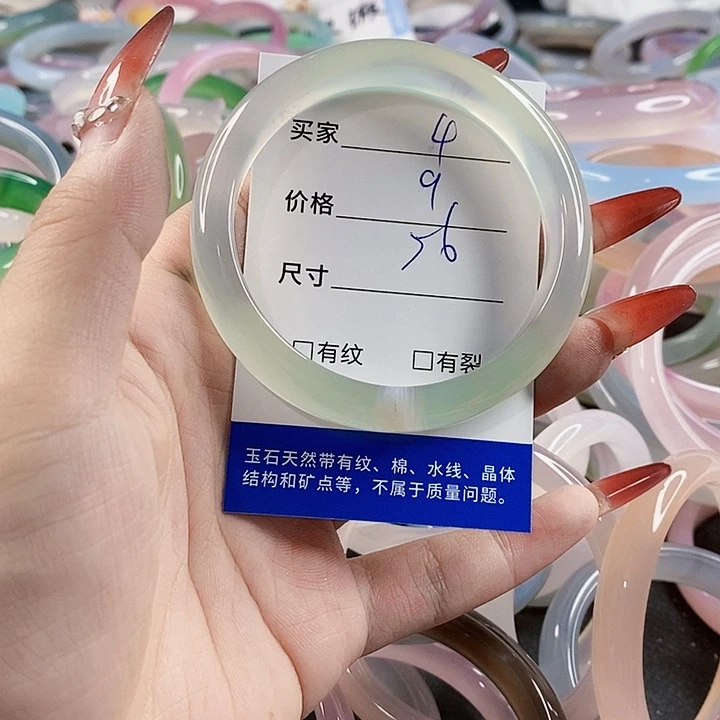 买家 4
价格 9
尺寸 56
□有纹 □有裂
玉石天然带有纹、棉、水线、晶体
结构和矿点等，不属于质量问题。